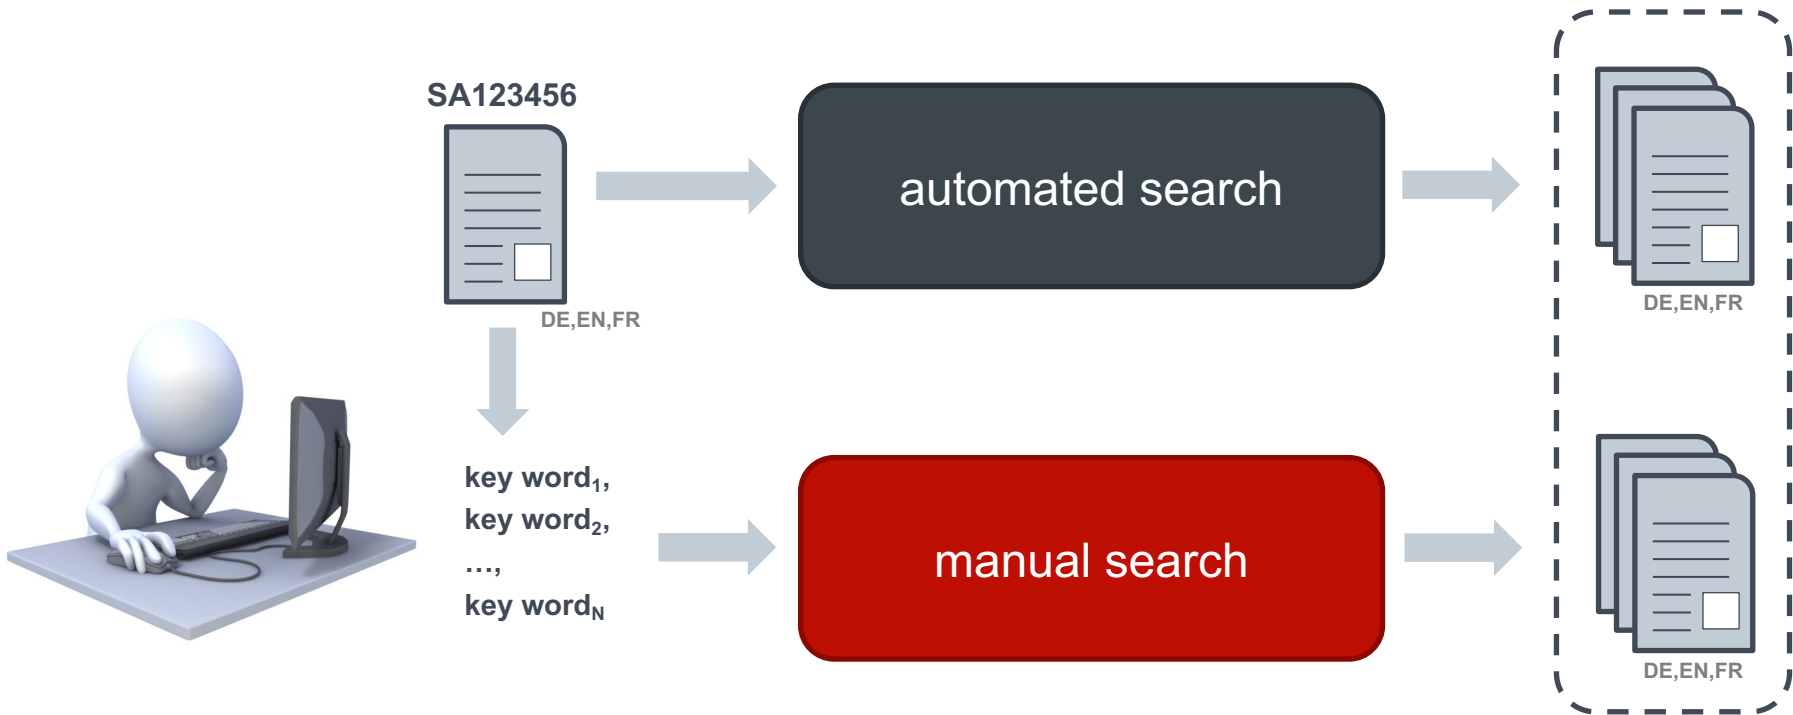 SA123456
DE,EN,FR
automated search
DE,EN,FR
key word₁,
key word₂,
...,
key wordN
manual search
DE,EN,FR